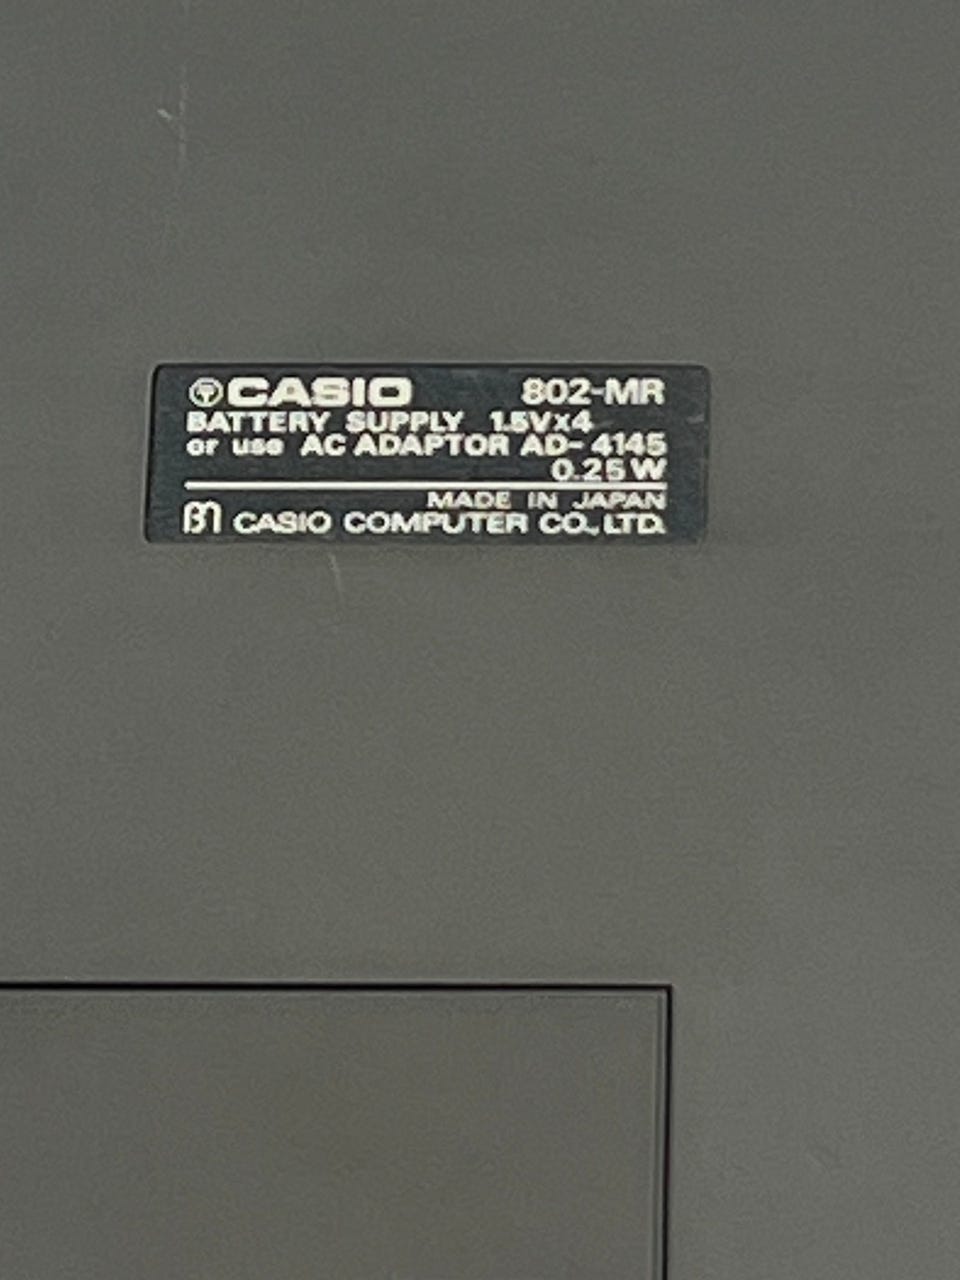 CASIO 802-MR
BATTERY SUPPLY 1.5V×4
or use AC ADAPTOR AD-4145
0.25W
MADE IN JAPAN
CASIO COMPUTER CO.,LTD.